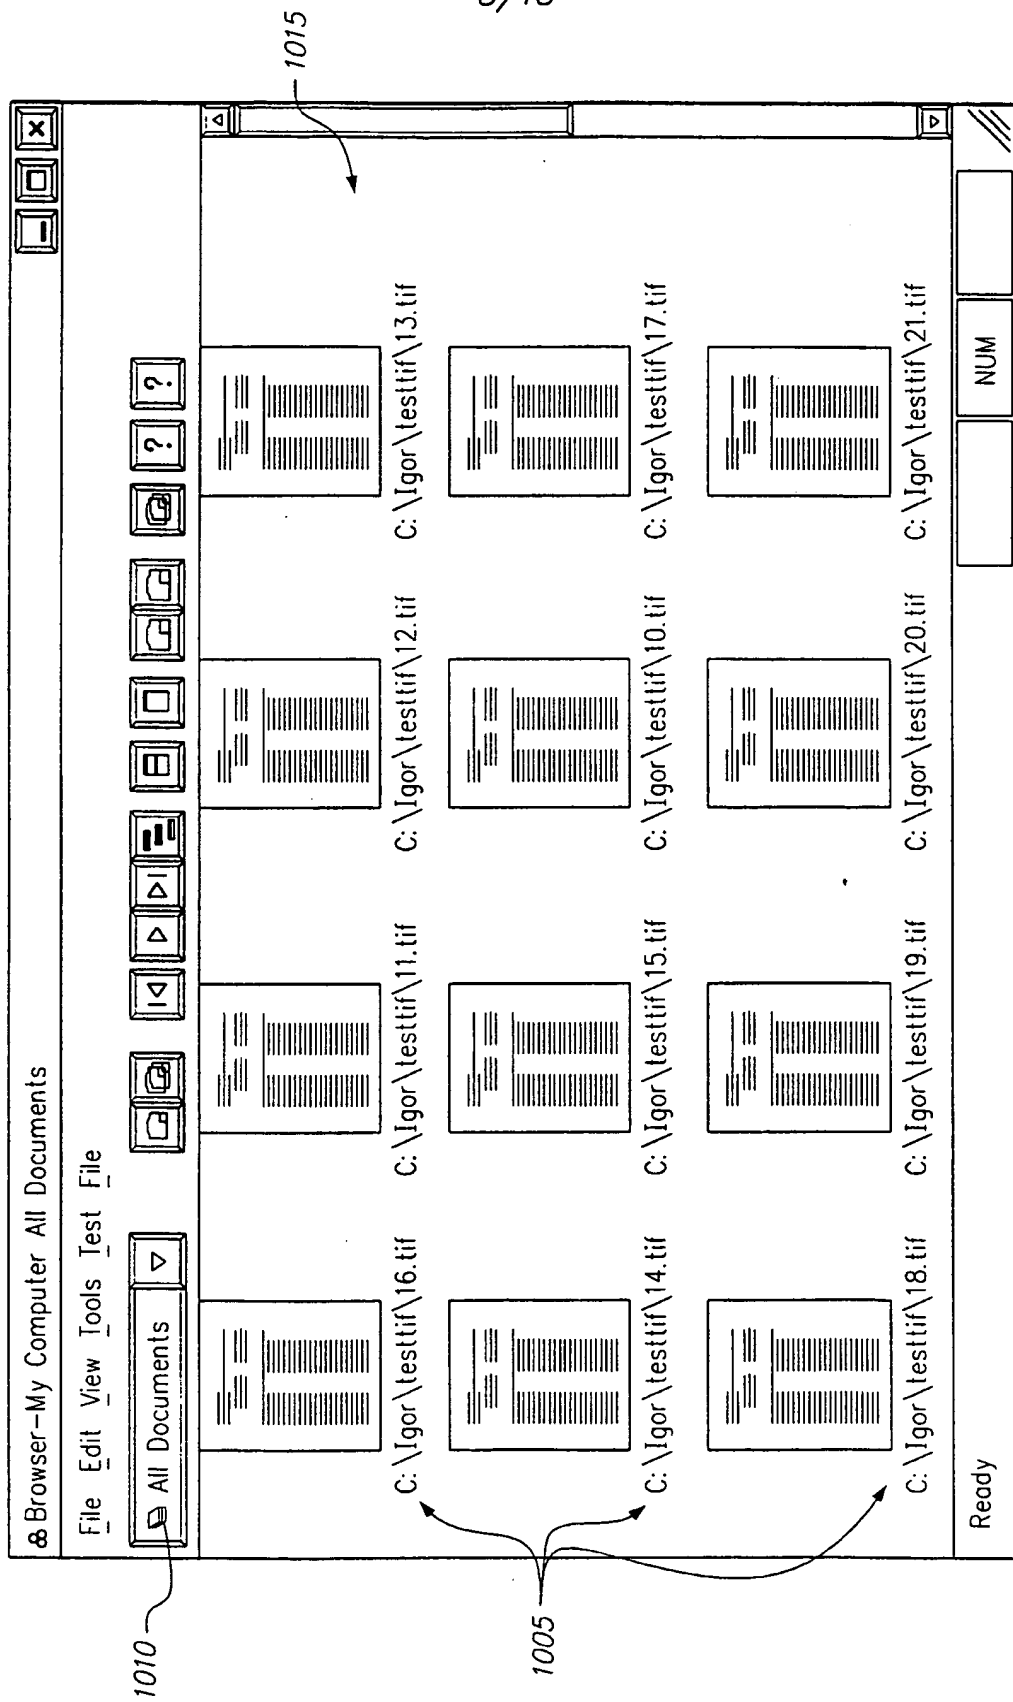 1015
Browser-My Computer All Documents
File Edit View Tools Test File
All Documents
? ?
C: \Igor\testtif\16.tif C: \Igor\testtif\11.tif C: \Igor\testtif\12.tif C: \Igor\testtif\13.tif
C: \Igor\testtif\14.tif C: \Igor\testtif\15.tif C: \Igor\testtif\10.tif C: \Igor\testtif\17.tif
C: \Igor\testtif\18.tif C: \Igor\testtif\19.tif C: \Igor\testtif\20.tif C: \Igor\testtif\21.tif
Ready NUM
1010
1005